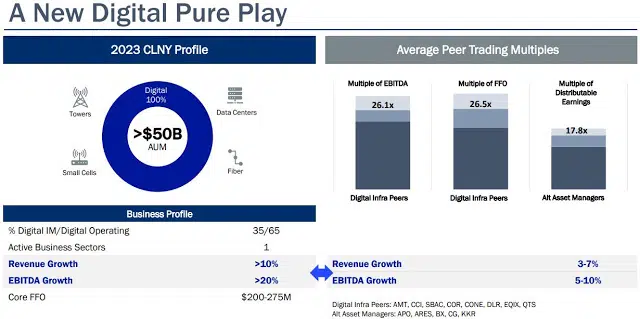 A New Digital Pure Play
2023 CLNY Profile
Digital
100%
>$50B
AUM
Towers
Data Centers
Small Cells
Fiber
Business Profile
% Digital IM/Digital Operating 35/65
Active Business Sectors 1
Revenue Growth >10%
EBITDA Growth >20%
Core FFO $200-275M
Average Peer Trading Multiples
Multiple of EBITDA
26.1x
Digital Infra Peers
Multiple of FFO
26.5x
Digital Infra Peers
Multiple of
Distributable
Earnings
17.8x
Alt Asset Managers
Revenue Growth 3-7%
EBITDA Growth 5-10%
Digital Infra Peers: AMT, CCI, SBAC, COR, CONE, DLR, EQIX, QTS
Alt Asset Managers: APO, ARES, BX, CG, KKR